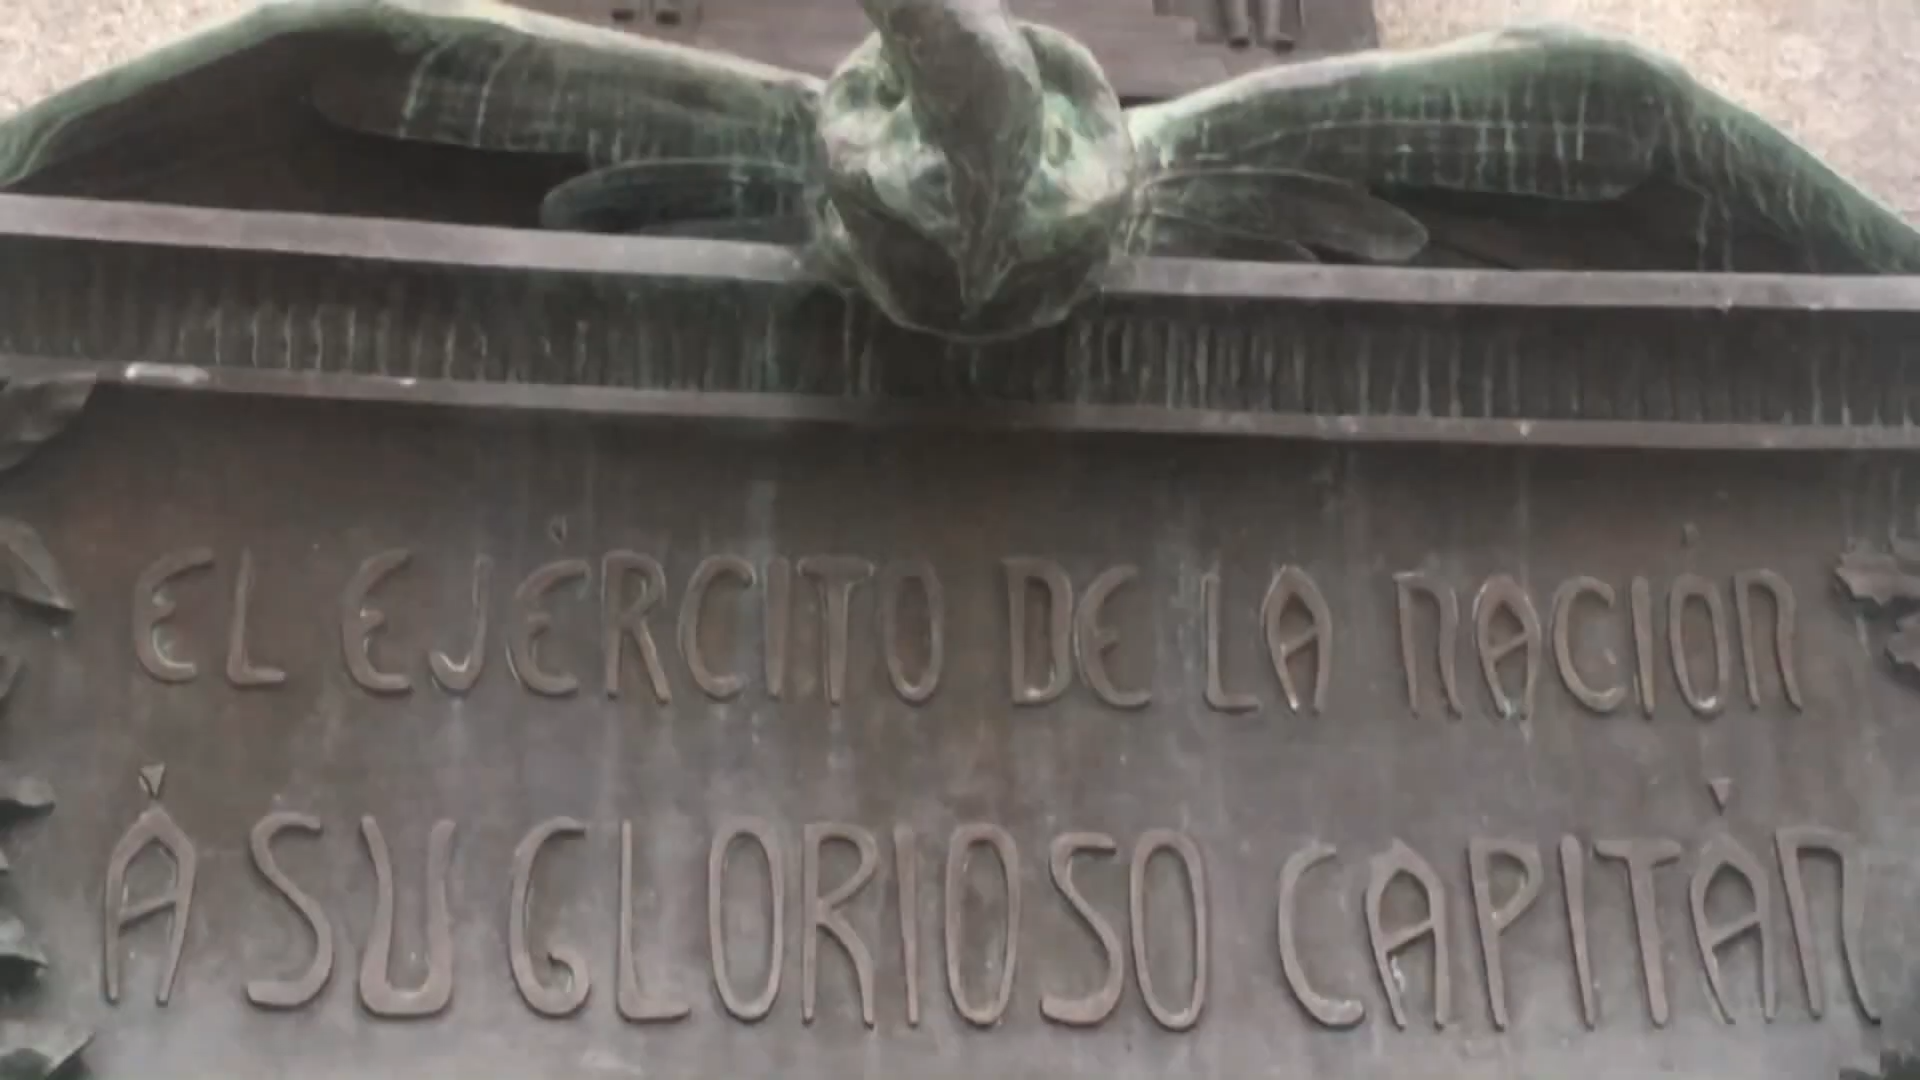 EL EJÉRCITO DE LA NACIÓN
Á SU GLORIOSO CAPITÁN